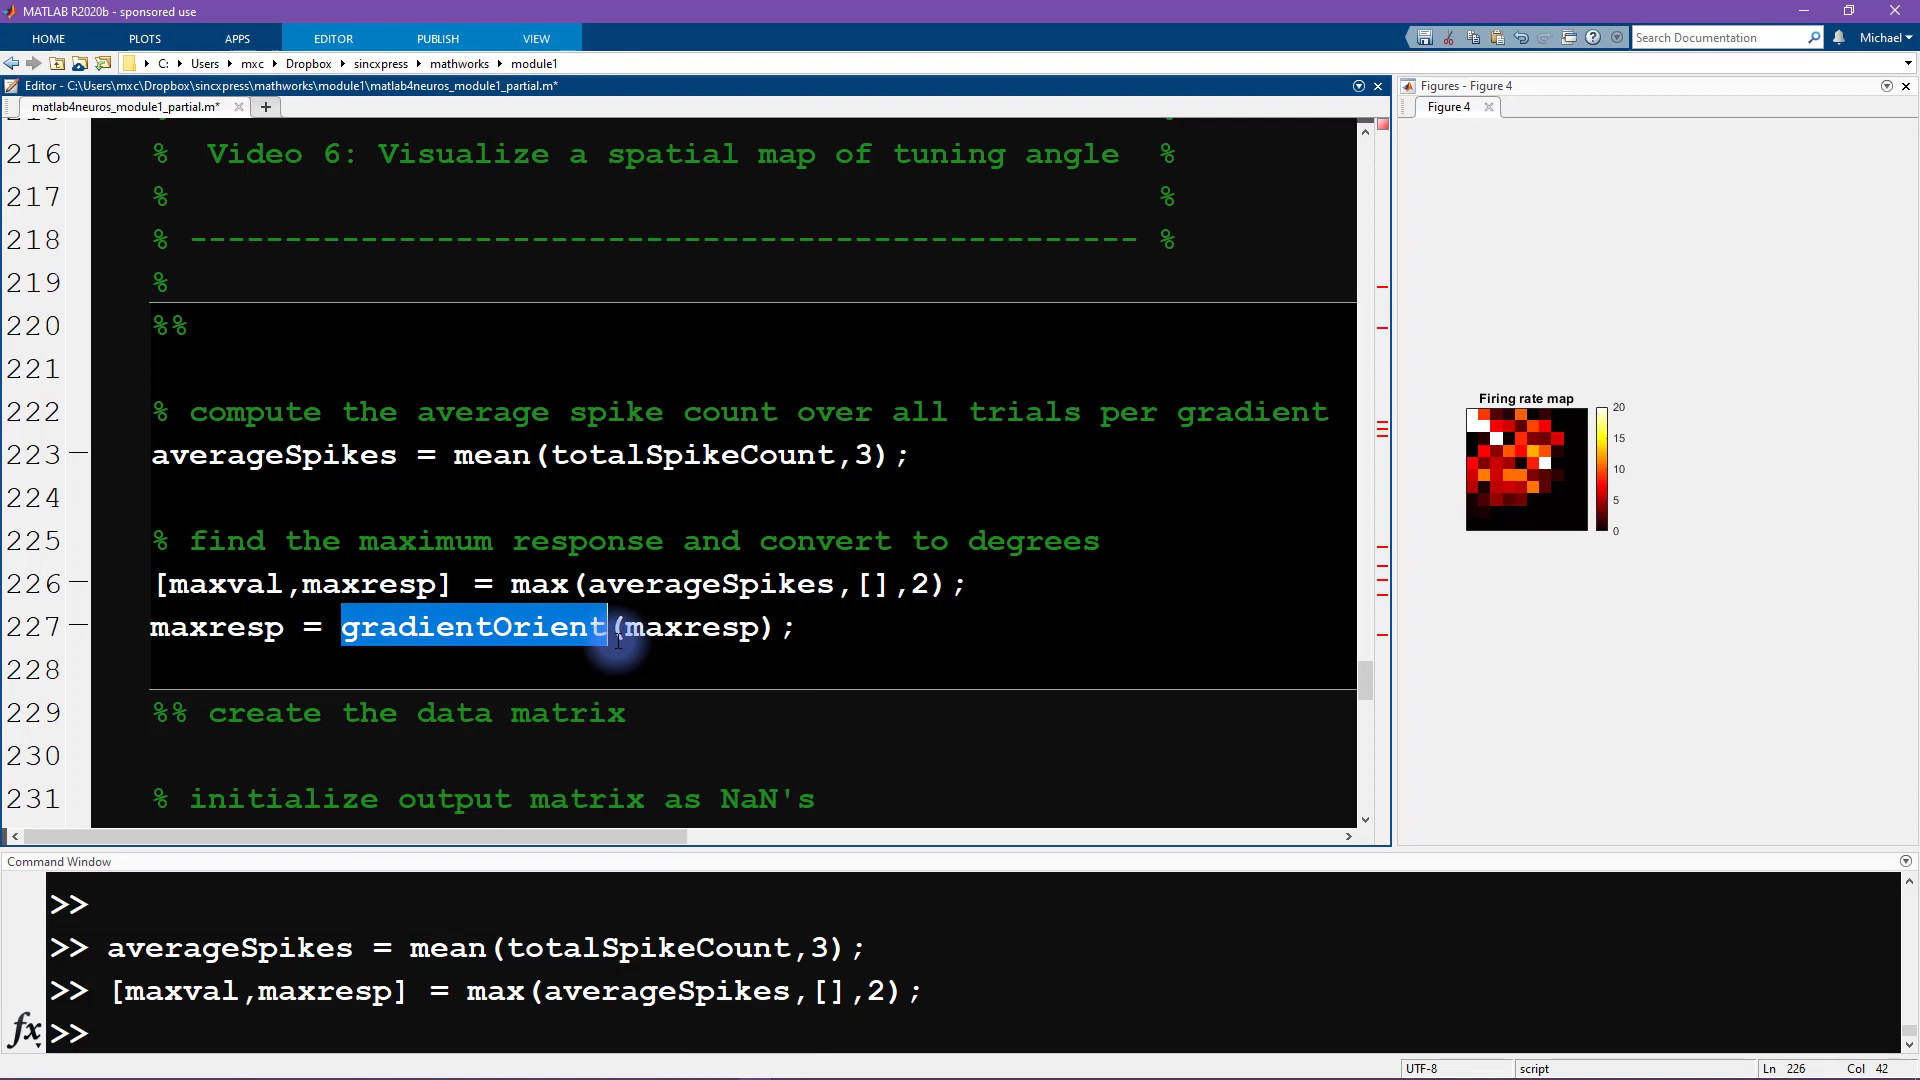 MATLAB R2020b - sponsored use
HOME PLOTS APPS EDITOR PUBLISH VIEW
Search Documentation
Michael
C: Users mxc Dropbox sincxpress mathworks module1
Editor - C:\Users\mxc\Dropbox\sincxpress\mathworks\module1\matlab4neuros_module1_partial.m*
matlab4neuros_module1_partial.m*
216 % Video 6: Visualize a spatial map of tuning angle %
217 % %
218 % -------------------------------------------------- %
219 %
220 %%
221
222 % compute the average spike count over all trials per gradient
223 averageSpikes = mean(totalSpikeCount,3);
224
225 % find the maximum response and convert to degrees
226 [maxval,maxresp] = max(averageSpikes,[],2);
227 maxresp = gradientOrient(maxresp);
228
229 %% create the data matrix
230
231 % initialize output matrix as NaN's
Figures - Figure 4
Figure 4
Firing rate map
20
15
10
5
0
Command Window
>>
>> averageSpikes = mean(totalSpikeCount,3);
>> [maxval,maxresp] = max(averageSpikes,[],2);
fx >>
UTF-8 script Ln 226 Col 42